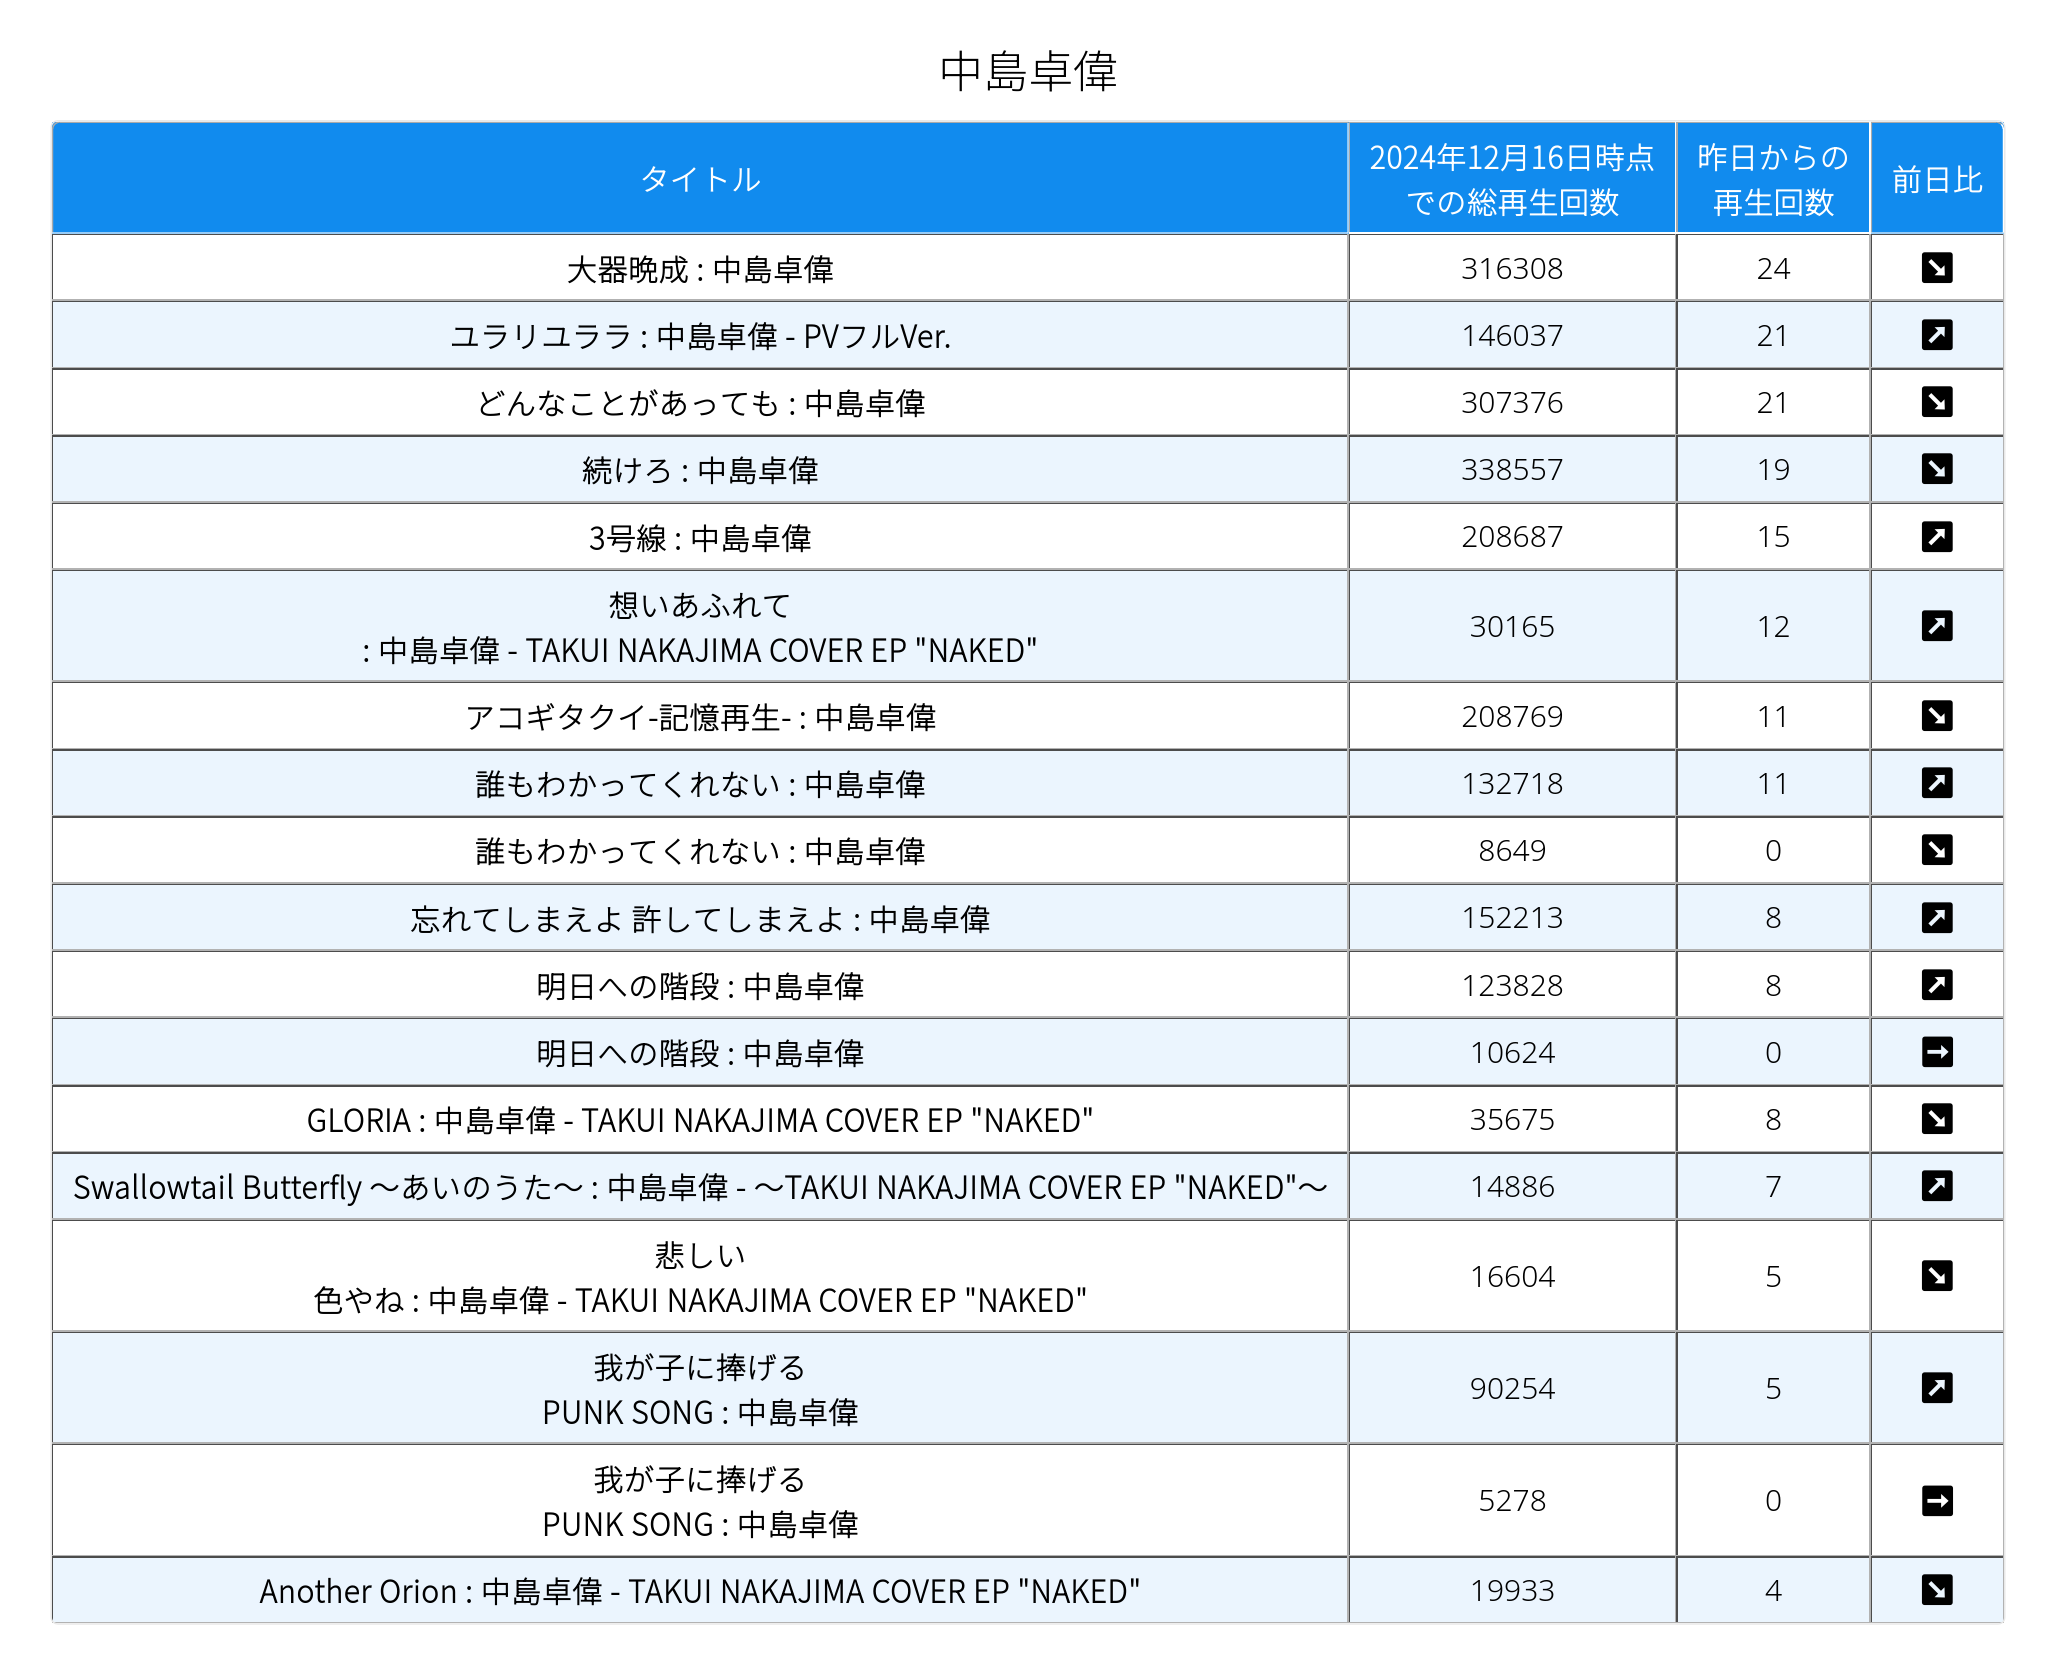 中島卓偉
タイトル
2024年12月16日時点
での総再生回数
昨日からの
再生回数
前日比
大器晩成 : 中島卓偉
316308
24
ユラリユララ : 中島卓偉 - PVフルVer.
146037
21
どんなことがあっても : 中島卓偉
307376
21
続けろ : 中島卓偉
338557
19
3号線 : 中島卓偉
208687
15
想いあふれて
: 中島卓偉 - TAKUI NAKAJIMA COVER EP "NAKED"
30165
12
アコギタクイ-記憶再生- : 中島卓偉
208769
11
誰もわかってくれない : 中島卓偉
132718
11
誰もわかってくれない : 中島卓偉
8649
0
忘れてしまえよ 許してしまえよ : 中島卓偉
152213
8
明日への階段 : 中島卓偉
123828
8
明日への階段 : 中島卓偉
10624
0
GLORIA : 中島卓偉 - TAKUI NAKAJIMA COVER EP "NAKED"
35675
8
Swallowtail Butterfly 〜あいのうた〜 : 中島卓偉 - 〜TAKUI NAKAJIMA COVER EP "NAKED"〜
14886
7
悲しい
色やね : 中島卓偉 - TAKUI NAKAJIMA COVER EP "NAKED"
16604
5
我が子に捧げる
PUNK SONG : 中島卓偉
90254
5
我が子に捧げる
PUNK SONG : 中島卓偉
5278
0
Another Orion : 中島卓偉 - TAKUI NAKAJIMA COVER EP "NAKED"
19933
4